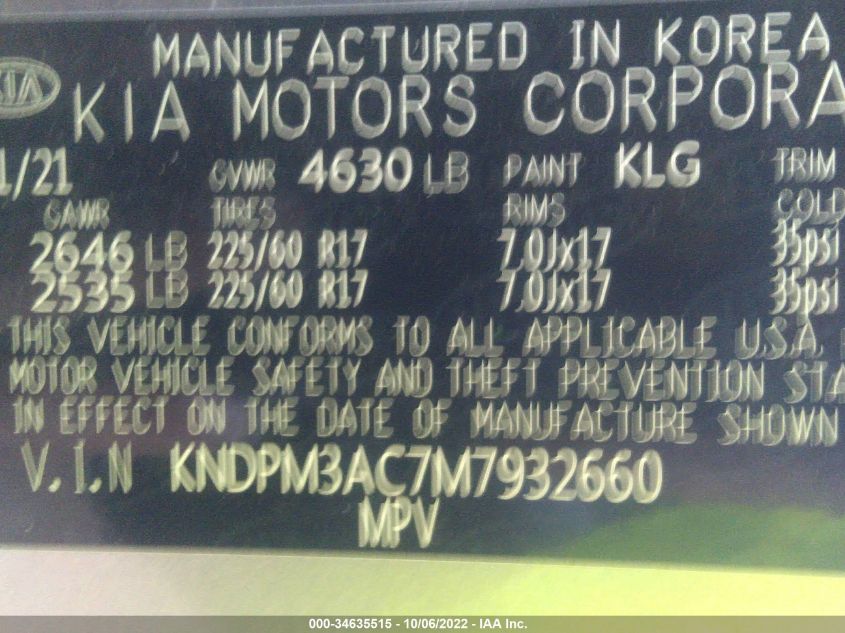 MANUFACTURED IN KOREA
KIA KIA MOTORS CORPORA
1/21 GVWR 4630 LB PAINT KLG TRIM
GAWR TIRES RIMS COLD
2646 LB 225/60 R17 7.0Jx17 35psi
2535 LB 225/60 R17 7.0Jx17 35psi
THIS VEHICLE CONFORMS TO ALL APPLICABLE U.S.A.
MOTOR VEHICLE SAFETY AND THEFT PREVENTION STA
IN EFFECT ON THE DATE OF MANUFACTURE SHOWN
V.I.N KNDPM3AC7M7932660
MPV
000-34635515 - 10/06/2022 - IAA Inc.